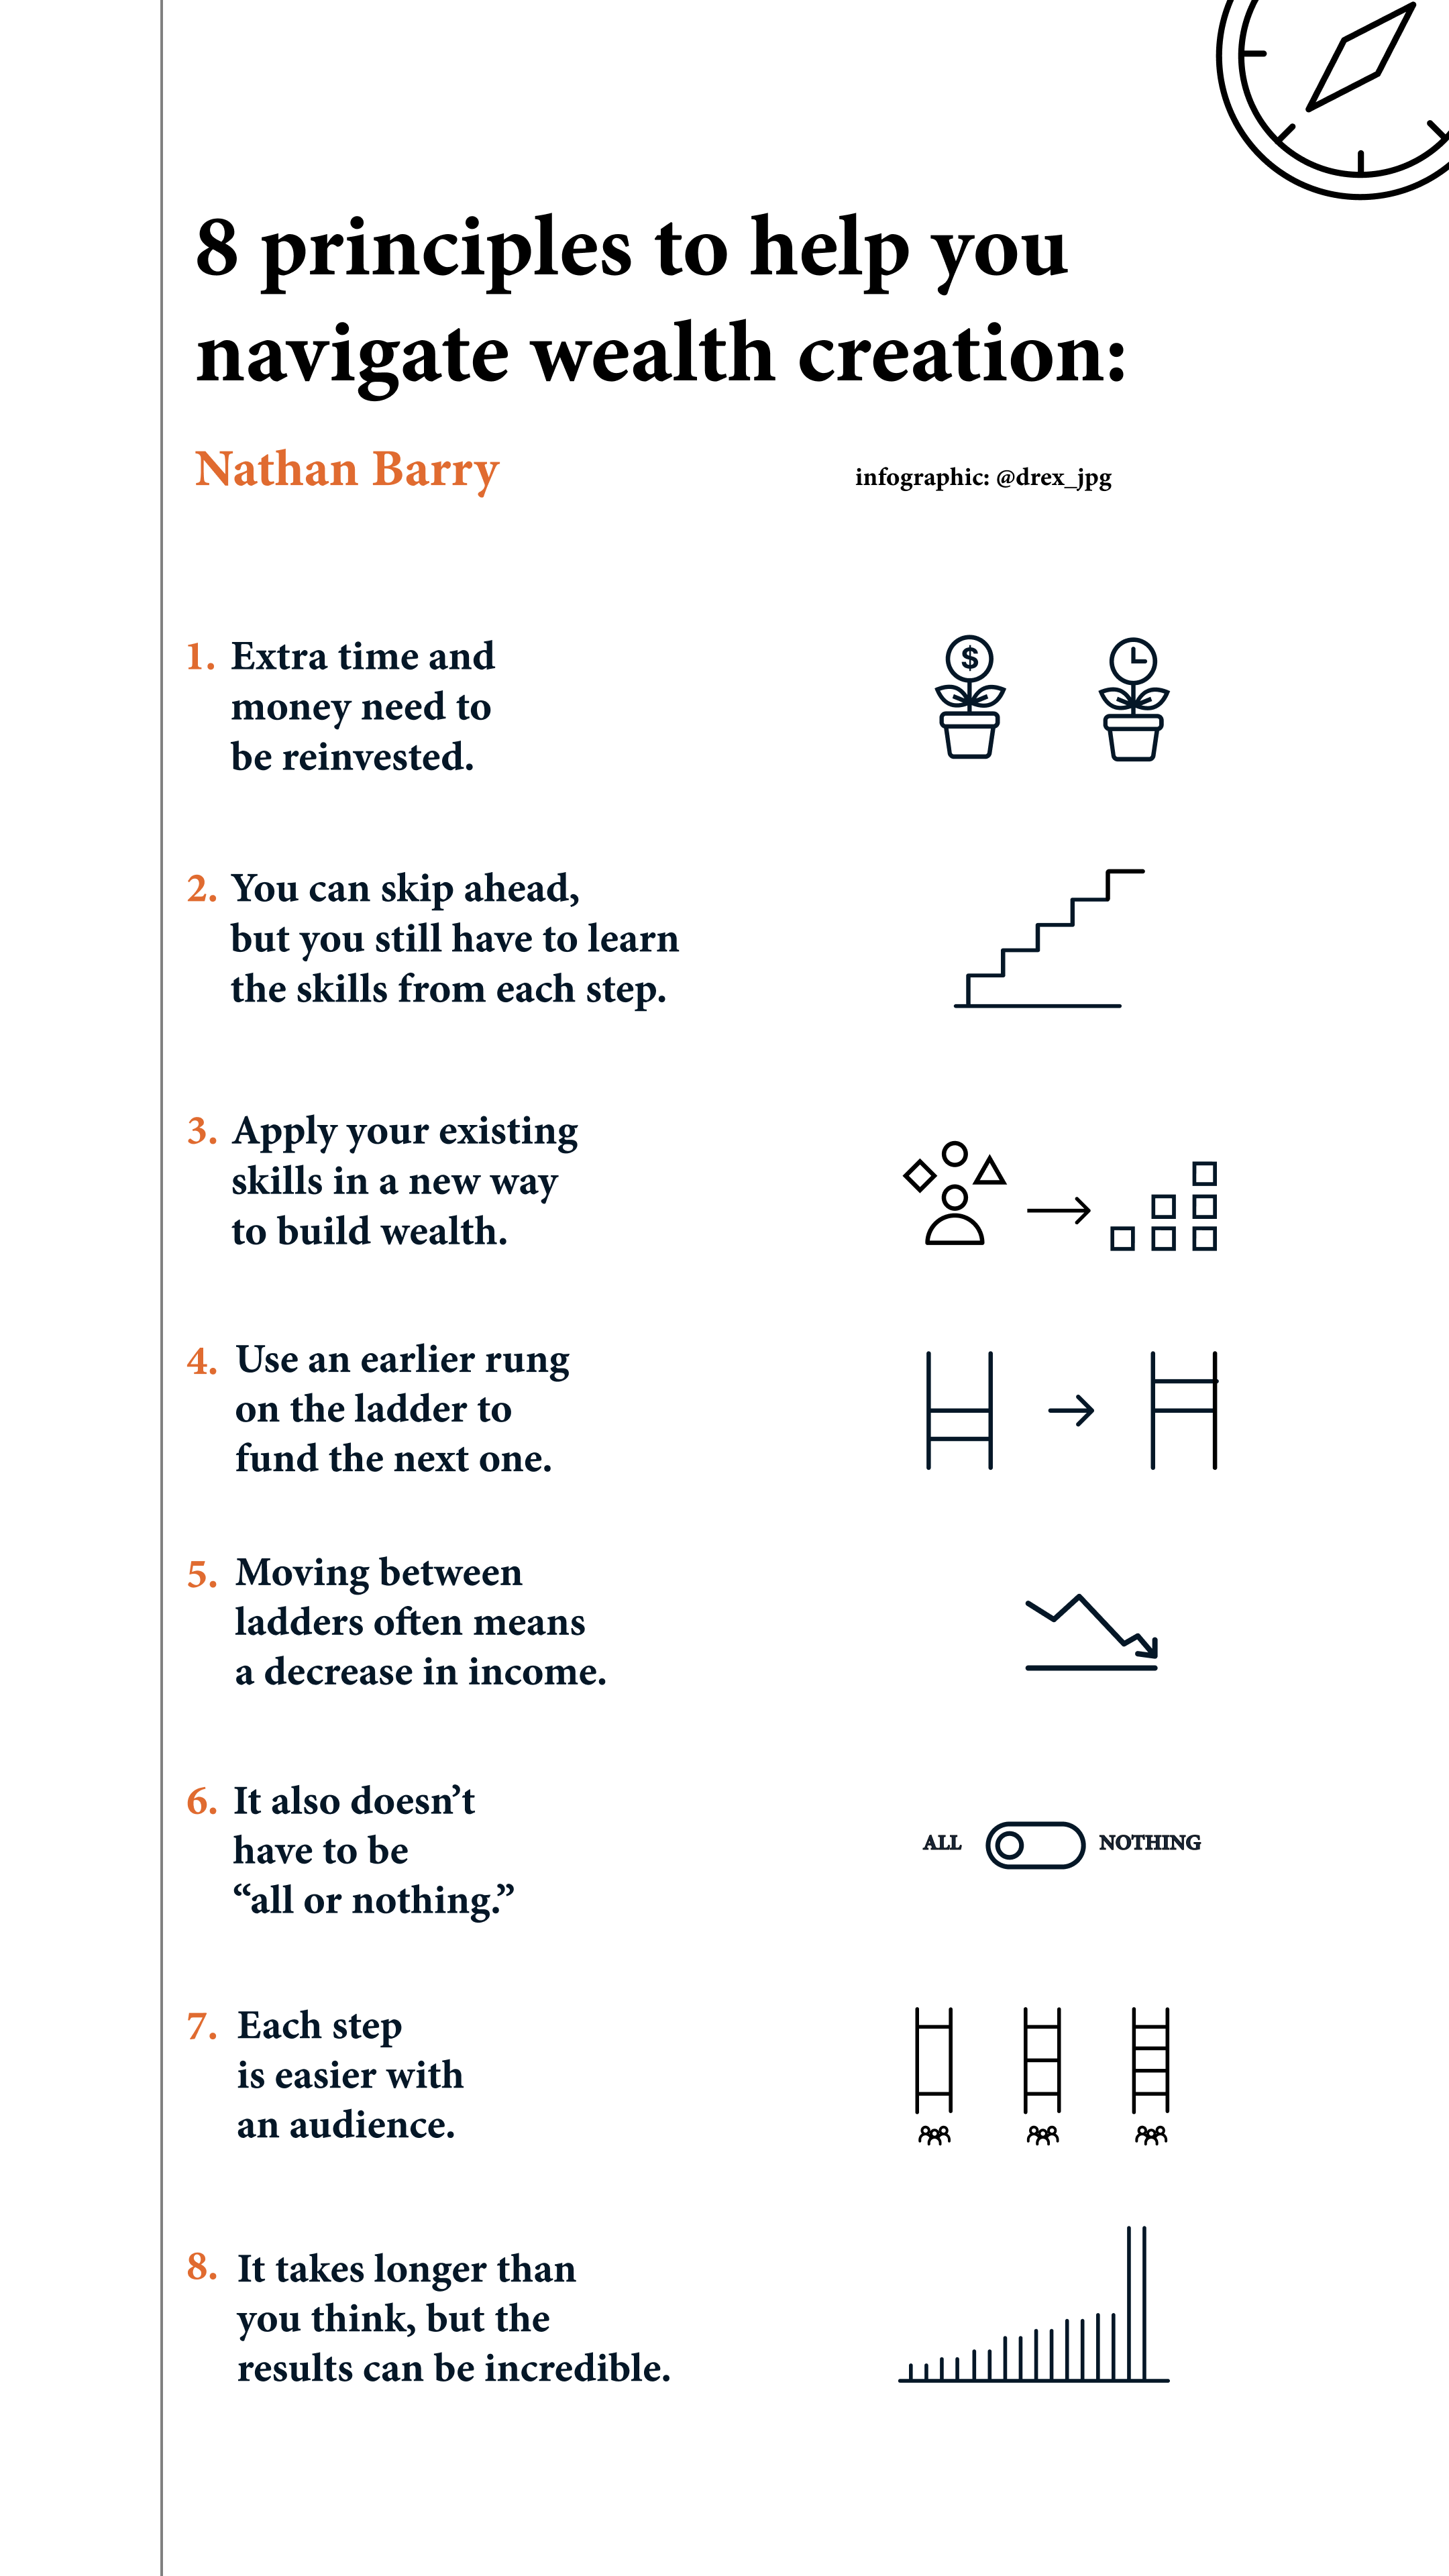 8 principles to help you
navigate wealth creation:
Nathan Barry
infographic: @drex_jpg
1. Extra time and
money need to
be reinvested.
$
2. You can skip ahead,
but you still have to learn
the skills from each step.
3. Apply your existing
skills in a new way
to build wealth.
4. Use an earlier rung
on the ladder to
fund the next one.
5. Moving between
ladders often means
a decrease in income.
6. It also doesn’t
have to be
“all or nothing.”
ALL NOTHING
7. Each step
is easier with
an audience.
8. It takes longer than
you think, but the
results can be incredible.